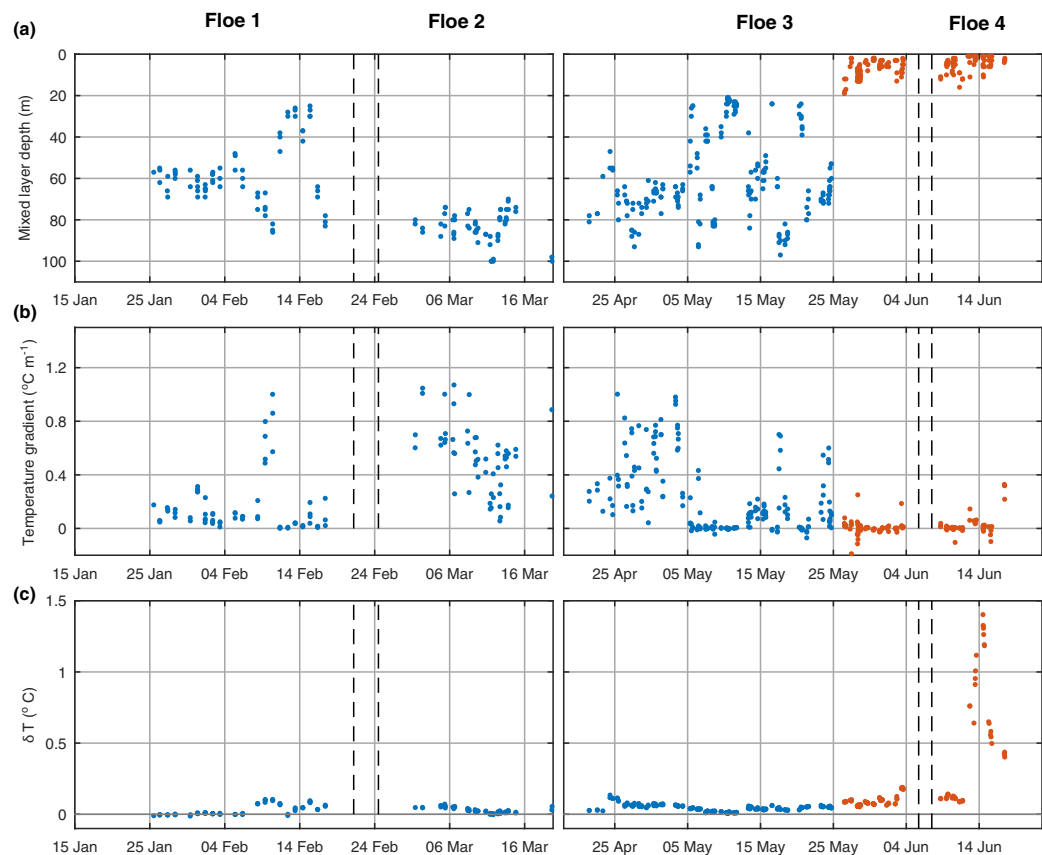 Floe 1 Floe 2 Floe 3 Floe 4
(a)
Mixed layer depth (m)
0
20
40
60
80
100
15 Jan 25 Jan 04 Feb 14 Feb 24 Feb 06 Mar 16 Mar 25 Apr 05 May 15 May 25 May 04 Jun 14 Jun
(b)
Temperature gradient (°C m⁻¹)
1.2
0.8
0.4
0
15 Jan 25 Jan 04 Feb 14 Feb 24 Feb 06 Mar 16 Mar 25 Apr 05 May 15 May 25 May 04 Jun 14 Jun
(c)
δ T (° C)
1.5
1
0.5
0
15 Jan 25 Jan 04 Feb 14 Feb 24 Feb 06 Mar 16 Mar 25 Apr 05 May 15 May 25 May 04 Jun 14 Jun